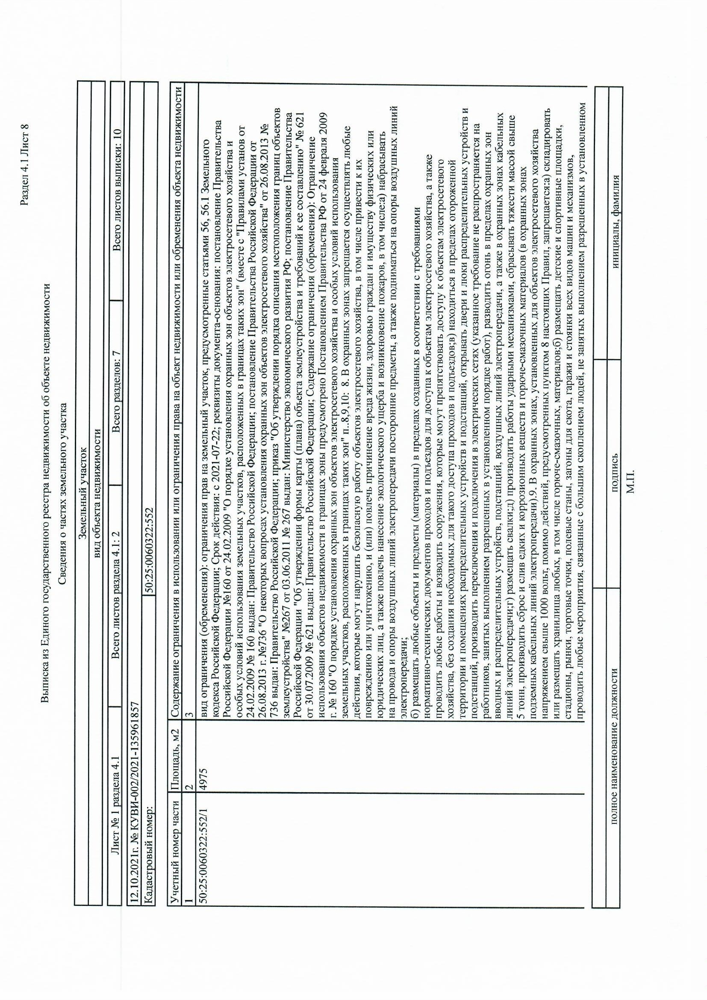 Раздел 4.1 Лист 8
Выписка из Единого государственного реестра недвижимости об объекте недвижимости
Сведения о частях земельного участка
Земельный участок
вид объекта недвижимости
Лист № 1 раздела 4.1 Всего листов раздела 4.1: 2 Всего разделов: 7 Всего листов выписки: 10
12.10.2021г. № КУВИ-002/2021-135961857
Кадастровый номер: 50:25:0060322:552
Учетный номер части Площадь, м2 Содержание ограничения в использовании или ограничения права на объект недвижимости или обременения объекта недвижимости
1 2 3
50:25:0060322:552/1 4975 вид ограничения (обременения): ограничения прав на земельный участок, предусмотренные статьями 56, 56.1 Земельного
кодекса Российской Федерации; Срок действия: с 2021-07-22; реквизиты документа-основания: постановление Правительства
Российской Федерации №160 от 24.02.2009 "О порядке установления охранных зон объектов электросетевого хозяйства и
особых условий использования земельных участков, расположенных в границах таких зон" (вместе с "Правилами установ от
24.02.2009 № 160 выдан: Правительство Российской Федерации; постановление Правительства Российской Федерации от
26.08.2013 г. №736 "О некоторых вопросах установления охранных зон объектов электросетевого хозяйства" от 26.08.2013 №
736 выдан: Правительство Российской Федерации; приказ "Об утверждении порядка описания местоположения границ объектов
землеустройства" №267 от 03.06.2011 № 267 выдан: Министерство экономического развития РФ; постановление Правительства
Российской Федерации "Об утверждении формы карты (плана) объекта землеустройства и требований к ее составлению" № 621
от 30.07.2009 № 621 выдан: Правительство Российской Федерации; Содержание ограничения (обременения): Ограничение
использования объектов недвижимости в границах зоны предусмотрено Постановлением Правительства РФ от 24 февраля 2009
г. № 160 "О порядке установления охранных зон объектов электросетевого хозяйства и особых условий использования
земельных участков, расположенных в границах таких зон" п..8,9,10: 8. В охранных зонах запрещается осуществлять любые
действия, которые могут нарушить безопасную работу объектов электросетевого хозяйства, в том числе привести к их
повреждению или уничтожению, и (или) повлечь причинение вреда жизни, здоровью граждан и имуществу физических или
юридических лиц, а также повлечь нанесение экологического ущерба и возникновение пожаров, в том числе:а) набрасывать
на провода и опоры воздушных линий электропередачи посторонние предметы, а также подниматься на опоры воздушных линий
электропередачи;
б) размещать любые объекты и предметы (материалы) в пределах созданных в соответствии с требованиями
нормативно-технических документов проходов и подъездов для доступа к объектам электросетевого хозяйства, а также
проводить любые работы и возводить сооружения, которые могут препятствовать доступу к объектам электросетевого
хозяйства, без создания необходимых для такого доступа проходов и подъездов;в) находиться в пределах огороженной
территории и помещениях распределительных устройств и подстанций, открывать двери и люки распределительных устройств и
подстанций, производить переключения и подключения в электрических сетях (указанное требование не распространяется на
работников, занятых выполнением разрешенных в установленном порядке работ), разводить огонь в пределах охранных зон
вводных и распределительных устройств, подстанций, воздушных линий электропередачи, а также в охранных зонах кабельных
линий электропередачи;г) размещать свалки;д) производить работы ударными механизмами, сбрасывать тяжести массой свыше
5 тонн, производить сброс и слив едких и коррозионных веществ и горюче-смазочных материалов (в охранных зонах
подземных кабельных линий электропередачи).9. В охранных зонах, установленных для объектов электросетевого хозяйства
напряжением свыше 1000 вольт, помимо действий, предусмотренных пунктом 8 настоящих Правил, запрещается:а) складировать
или размещать хранилища любых, в том числе горюче-смазочных, материалов;б) размещать детские и спортивные площадки,
стадионы, рынки, торговые точки, полевые станы, загоны для скота, гаражи и стоянки всех видов машин и механизмов,
проводить любые мероприятия, связанные с большим скоплением людей, не занятых выполнением разрешенных в установленном
полное наименование должности подпись инициалы, фамилия
М.П.